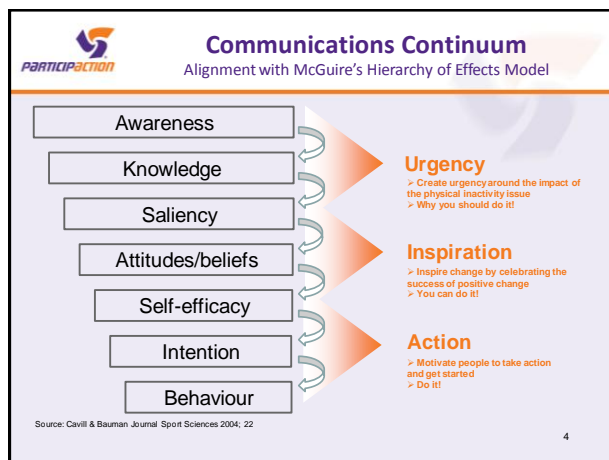 PARTICIPACTION
Communications Continuum
Alignment with McGuire's Hierarchy of Effects Model
Awareness
Knowledge
Saliency
Attitudes/beliefs
Self-efficacy
Intention
Behaviour
Urgency
➢ Create urgency around the impact of
the physical inactivity issue
➢ Why you should do it!
Inspiration
➢ Inspire change by celebrating the
success of positive change
➢ You can do it!
Action
➢ Motivate people to take action
and get started
➢ Do it!
Source: Cavill & Bauman Journal Sport Sciences 2004; 22
4